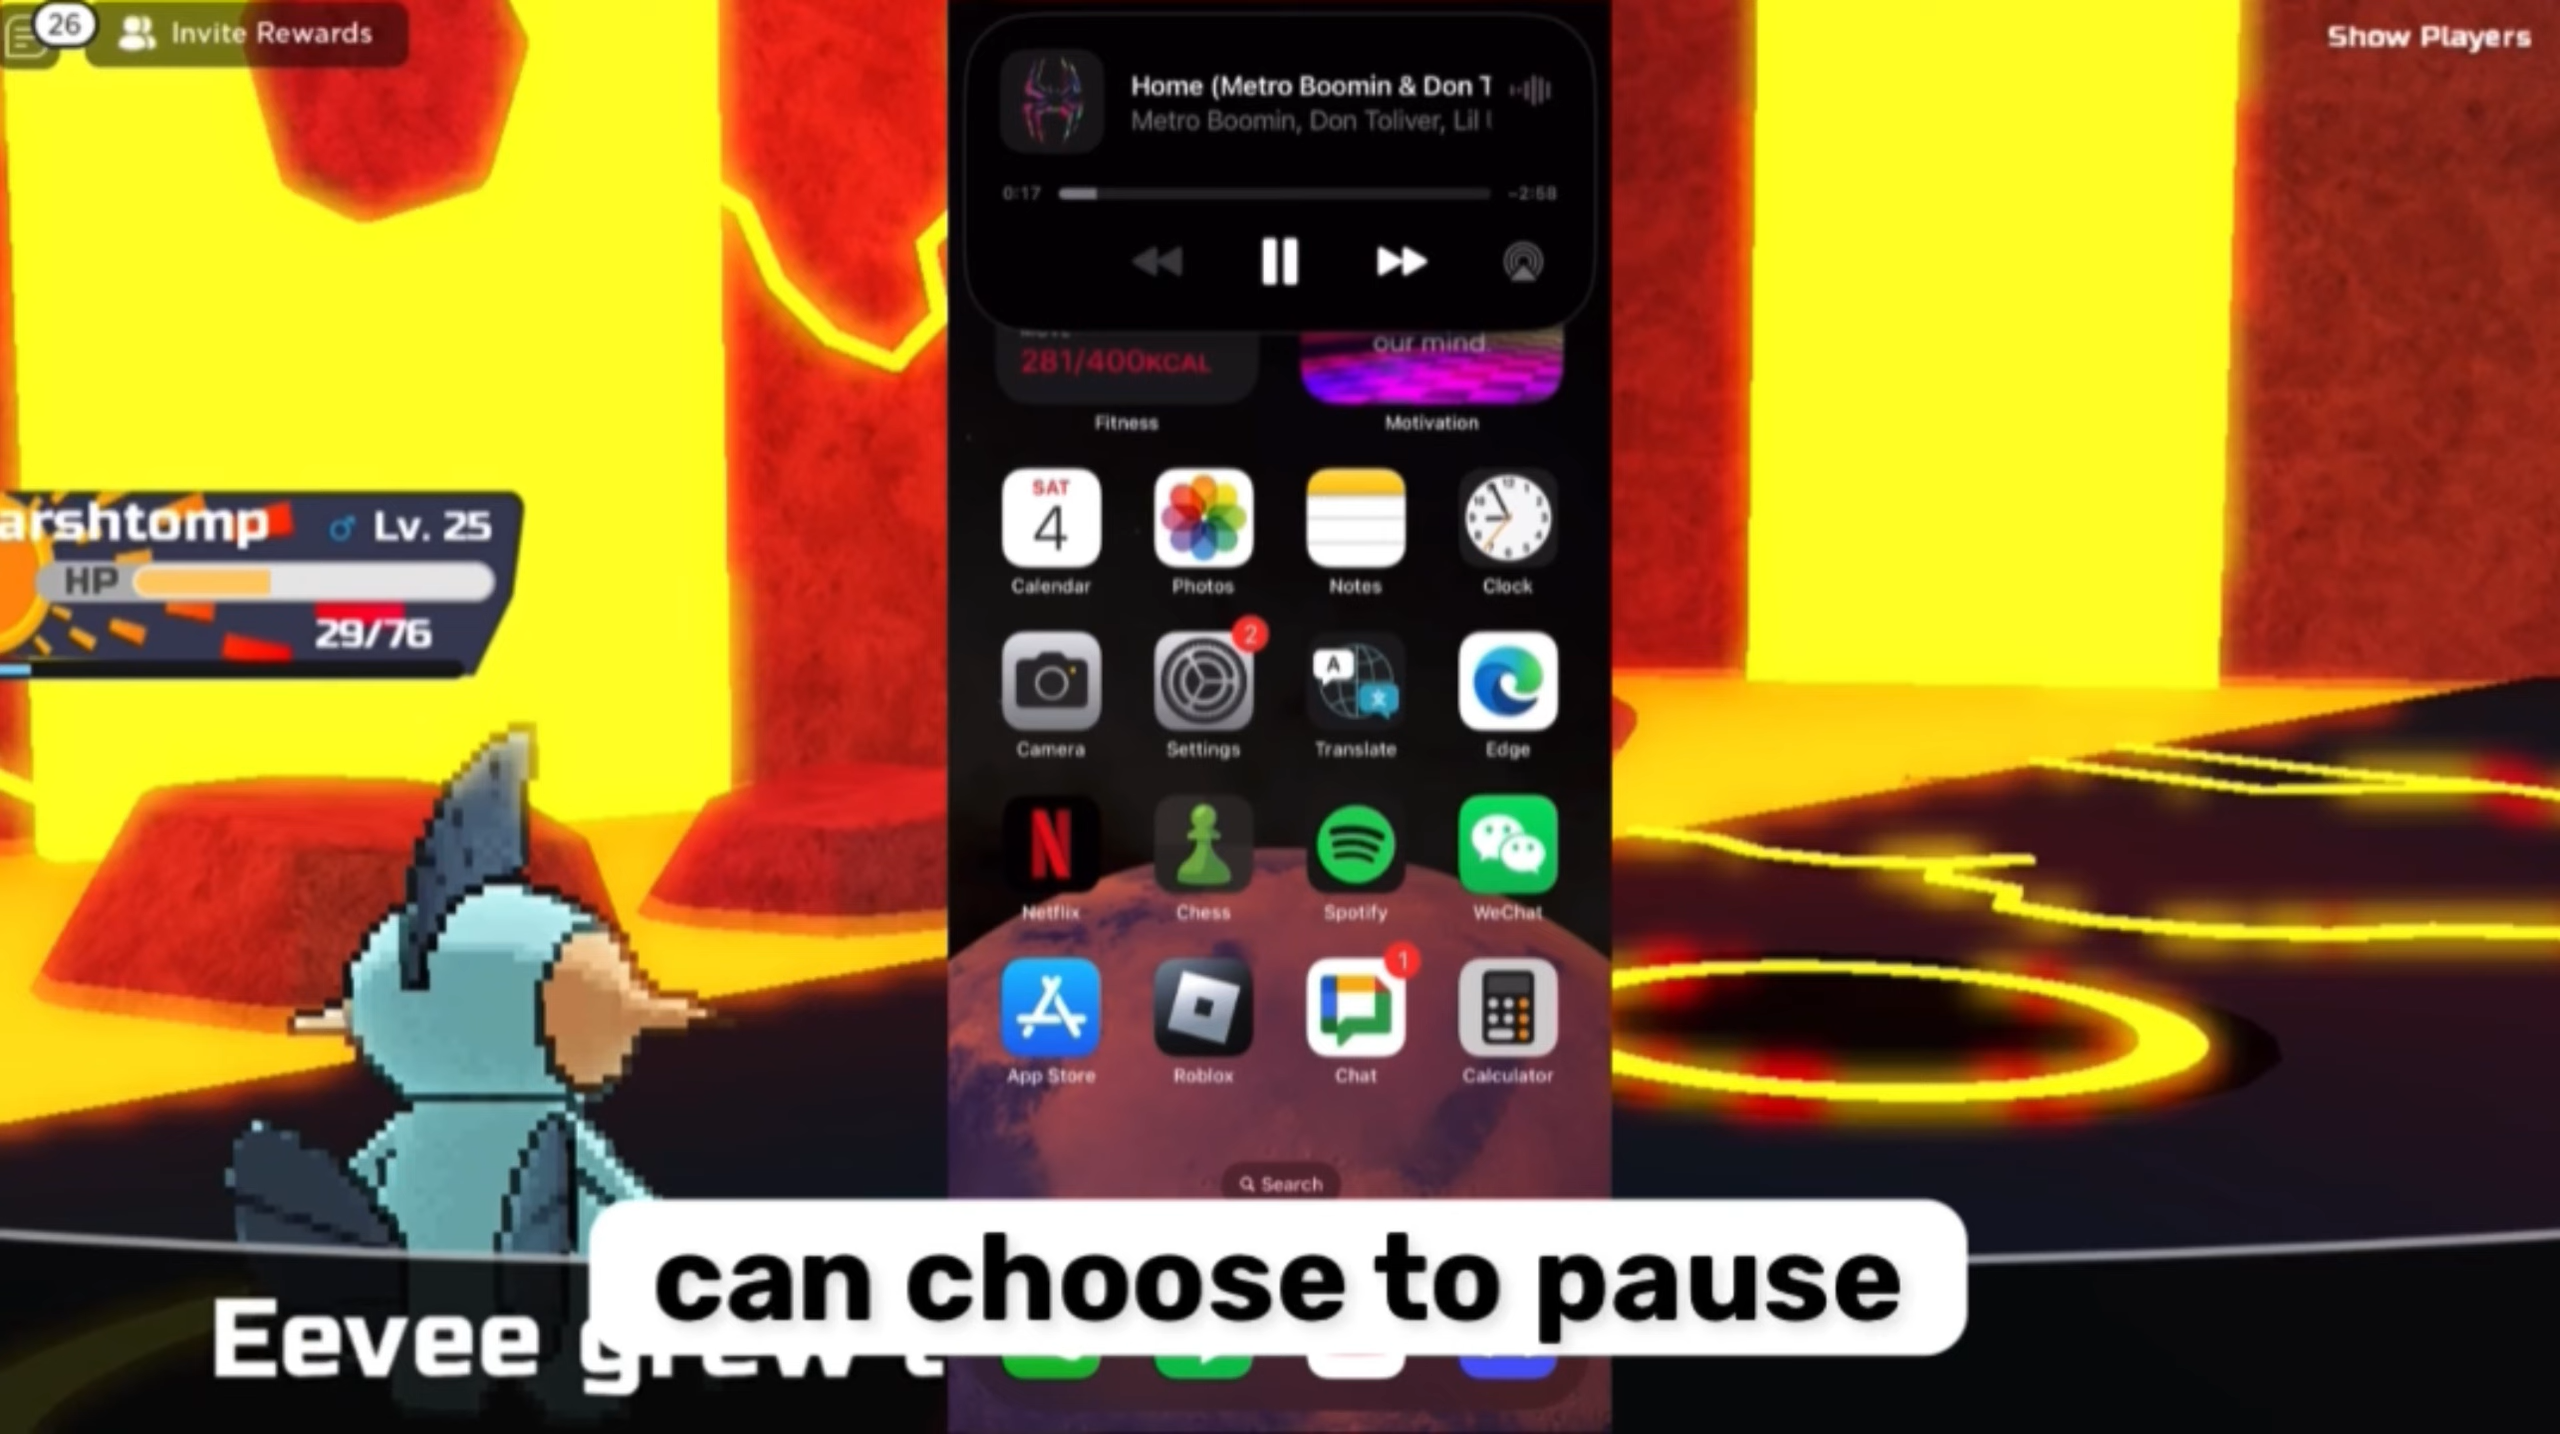 26
Invite Rewards
Show Players
Home (Metro Boomin & Don T
Metro Boomin, Don Toliver, Lil
0:17
-2:58
281/400KCAL
our mind.
Fitness
Motivation
SAT
4
Calendar
Photos
Notes
Clock
arshtomp ♂ Lv. 25
HP
29/76
2
A
文
Camera
Settings
Translate
Edge
N
Netflix
Chess
Spotify
WeChat
1
App Store
Roblox
Chat
Calculator
Search
can choose to pause
Eevee grew t